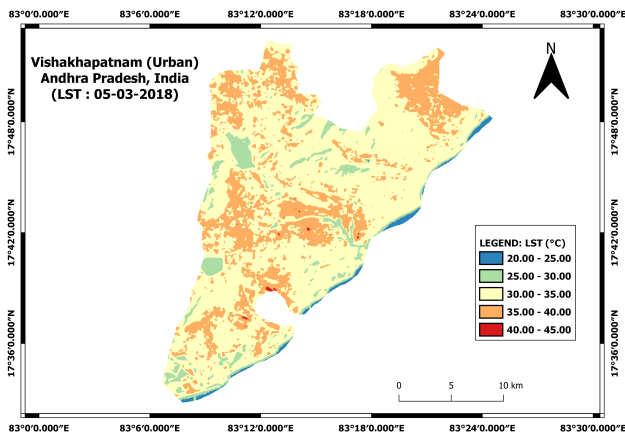 83°0'0.000"E 83°6'0.000"E 83°12'0.000"E 83°18'0.000"E 83°24'0.000"E 83°30'0.000"E
Vishakhapatnam (Urban)
Andhra Pradesh, India
(LST : 05-03-2018)
N
17°48'0.000"N 17°48'0.000"N
17°42'0.000"N 17°42'0.000"N
17°36'0.000"N 17°36'0.000"N
LEGEND: LST (°C)
20.00 - 25.00
25.00 - 30.00
30.00 - 35.00
35.00 - 40.00
40.00 - 45.00
0 5 10 km
83°0'0.000"E 83°6'0.000"E 83°12'0.000"E 83°18'0.000"E 83°24'0.000"E 83°30'0.000"E